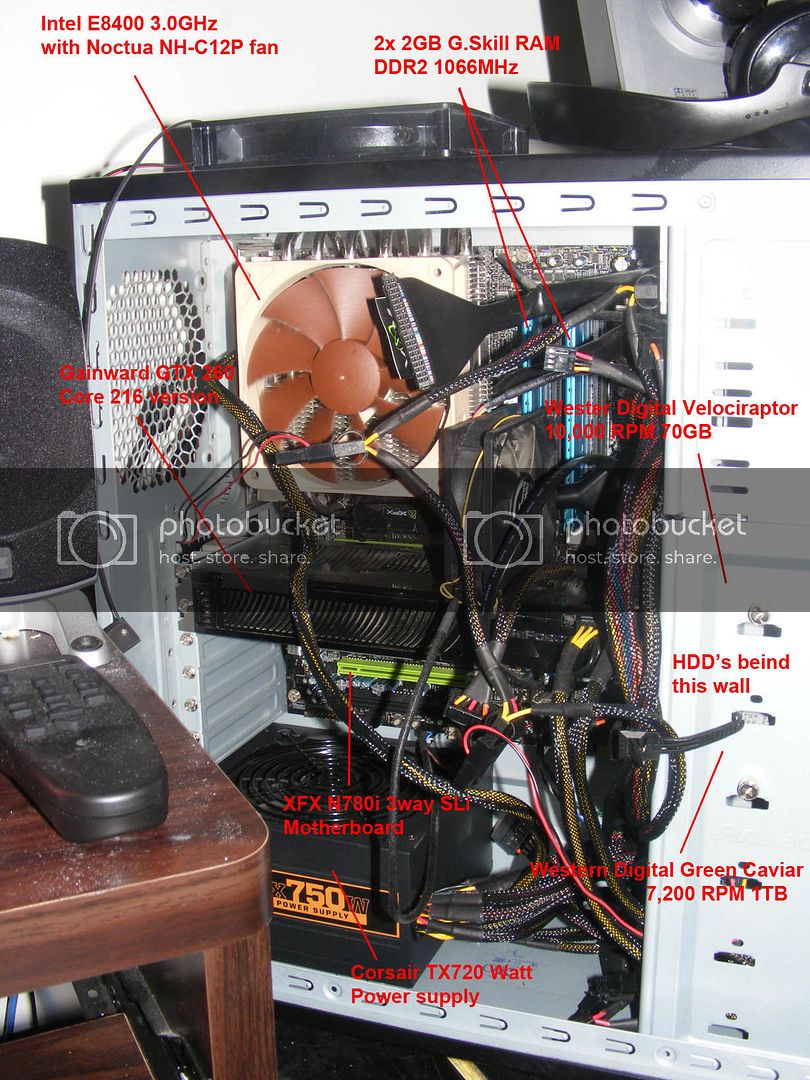 Intel E8400 3.0GHz
with Noctua NH-C12P fan
2x 2GB G.Skill RAM
DDR2 1066MHz
Gainward GTX 260
Core 216 version
Wester Digital Velociraptor
10,000 RPM 70GB
XFX
photobucket
host. store. share.
photobucket
host. store. share.
HDD's beind
this wall
XFX N780i 3way SLi
Motherboard
Western Digital Green Caviar
7,200 RPM 1TB
x750W
POWER SUPPLY
Corsair TX720 Watt
Power supply